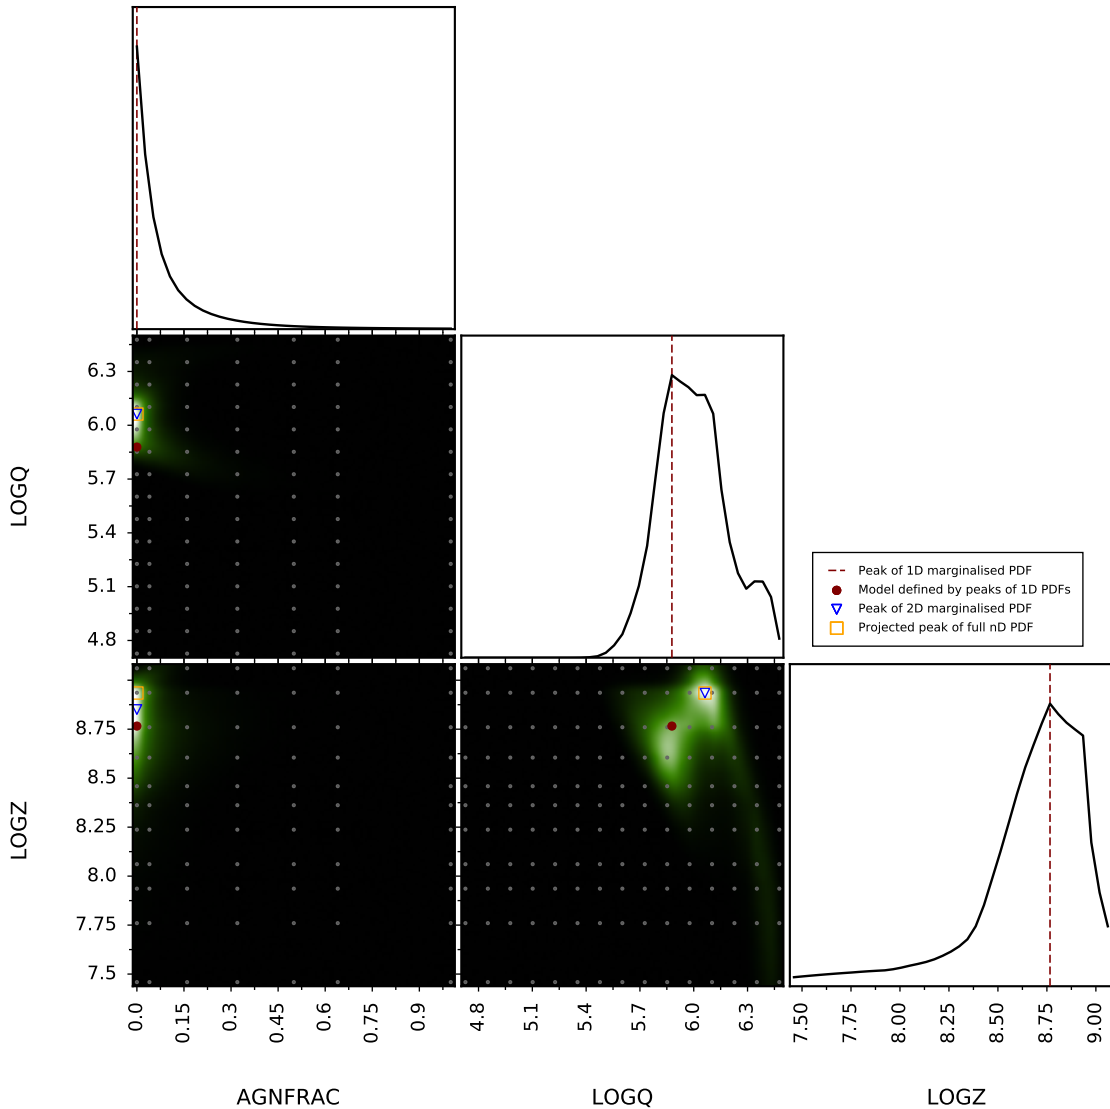 6.3
6.0
5.7
5.4
5.1
4.8
LOGQ
Peak of 1D marginalised PDF
Model defined by peaks of 1D PDFs
Peak of 2D marginalised PDF
Projected peak of full nD PDF
8.75
8.5
8.25
8.0
7.75
7.5
LOGZ
0.0 0.15 0.3 0.45 0.6 0.75 0.9
4.8 5.1 5.4 5.7 6.0 6.3
7.50 7.75 8.00 8.25 8.50 8.75 9.00
AGNFRAC LOGQ LOGZ